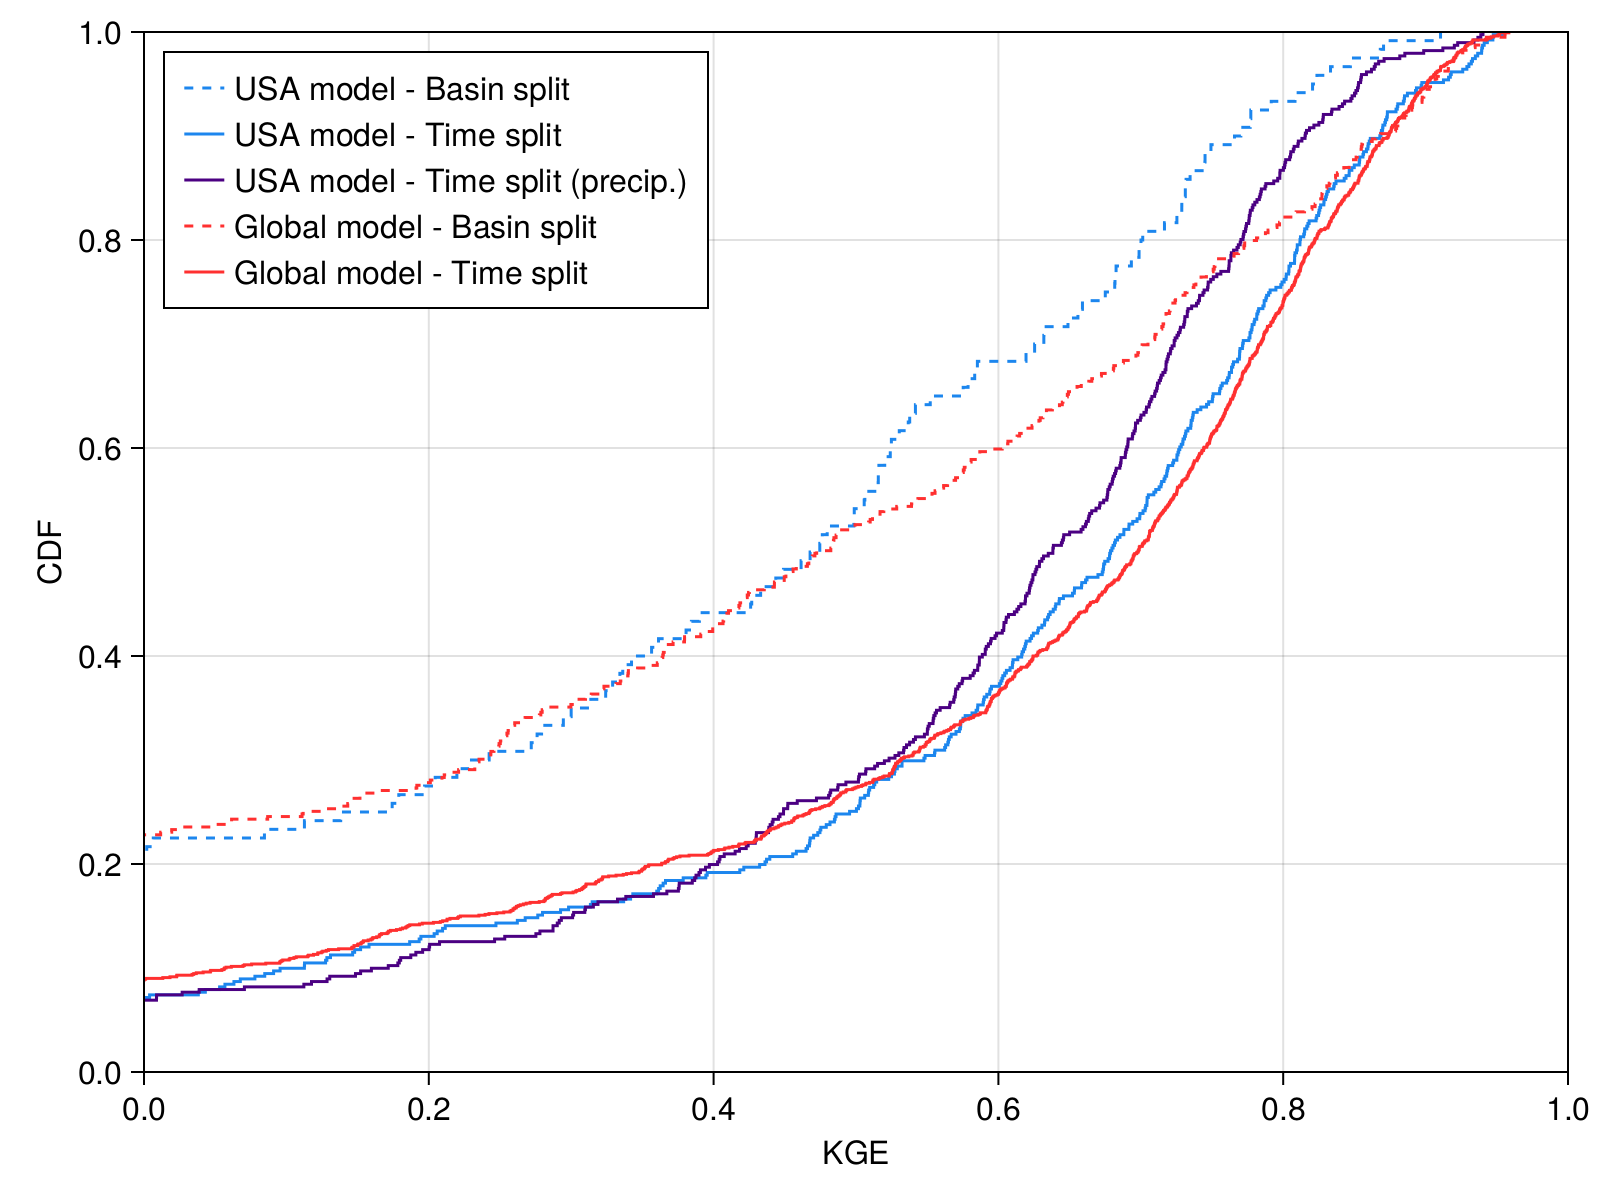 1.0
0.8
0.6
0.4
0.2
0.0
CDF
USA model - Basin split
USA model - Time split
USA model - Time split (precip.)
Global model - Basin split
Global model - Time split
0.0 0.2 0.4 0.6 0.8 1.0
KGE